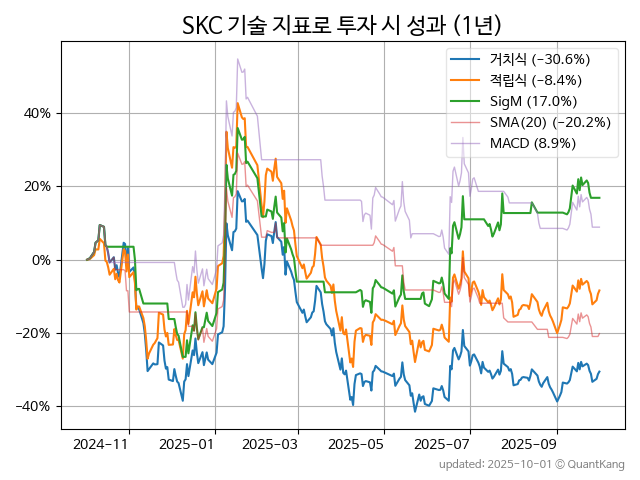 SKC 기술 지표로 투자 시 성과 (1년)
거치식 (−30.6%)
적립식 (−8.4%)
SigM (17.0%)
SMA(20) (−20.2%)
MACD (8.9%)
40%
20%
0%
−20%
−40%
2024-11 2025-01 2025-03 2025-05 2025-07 2025-09
updated: 2025-10-01 © QuantKang